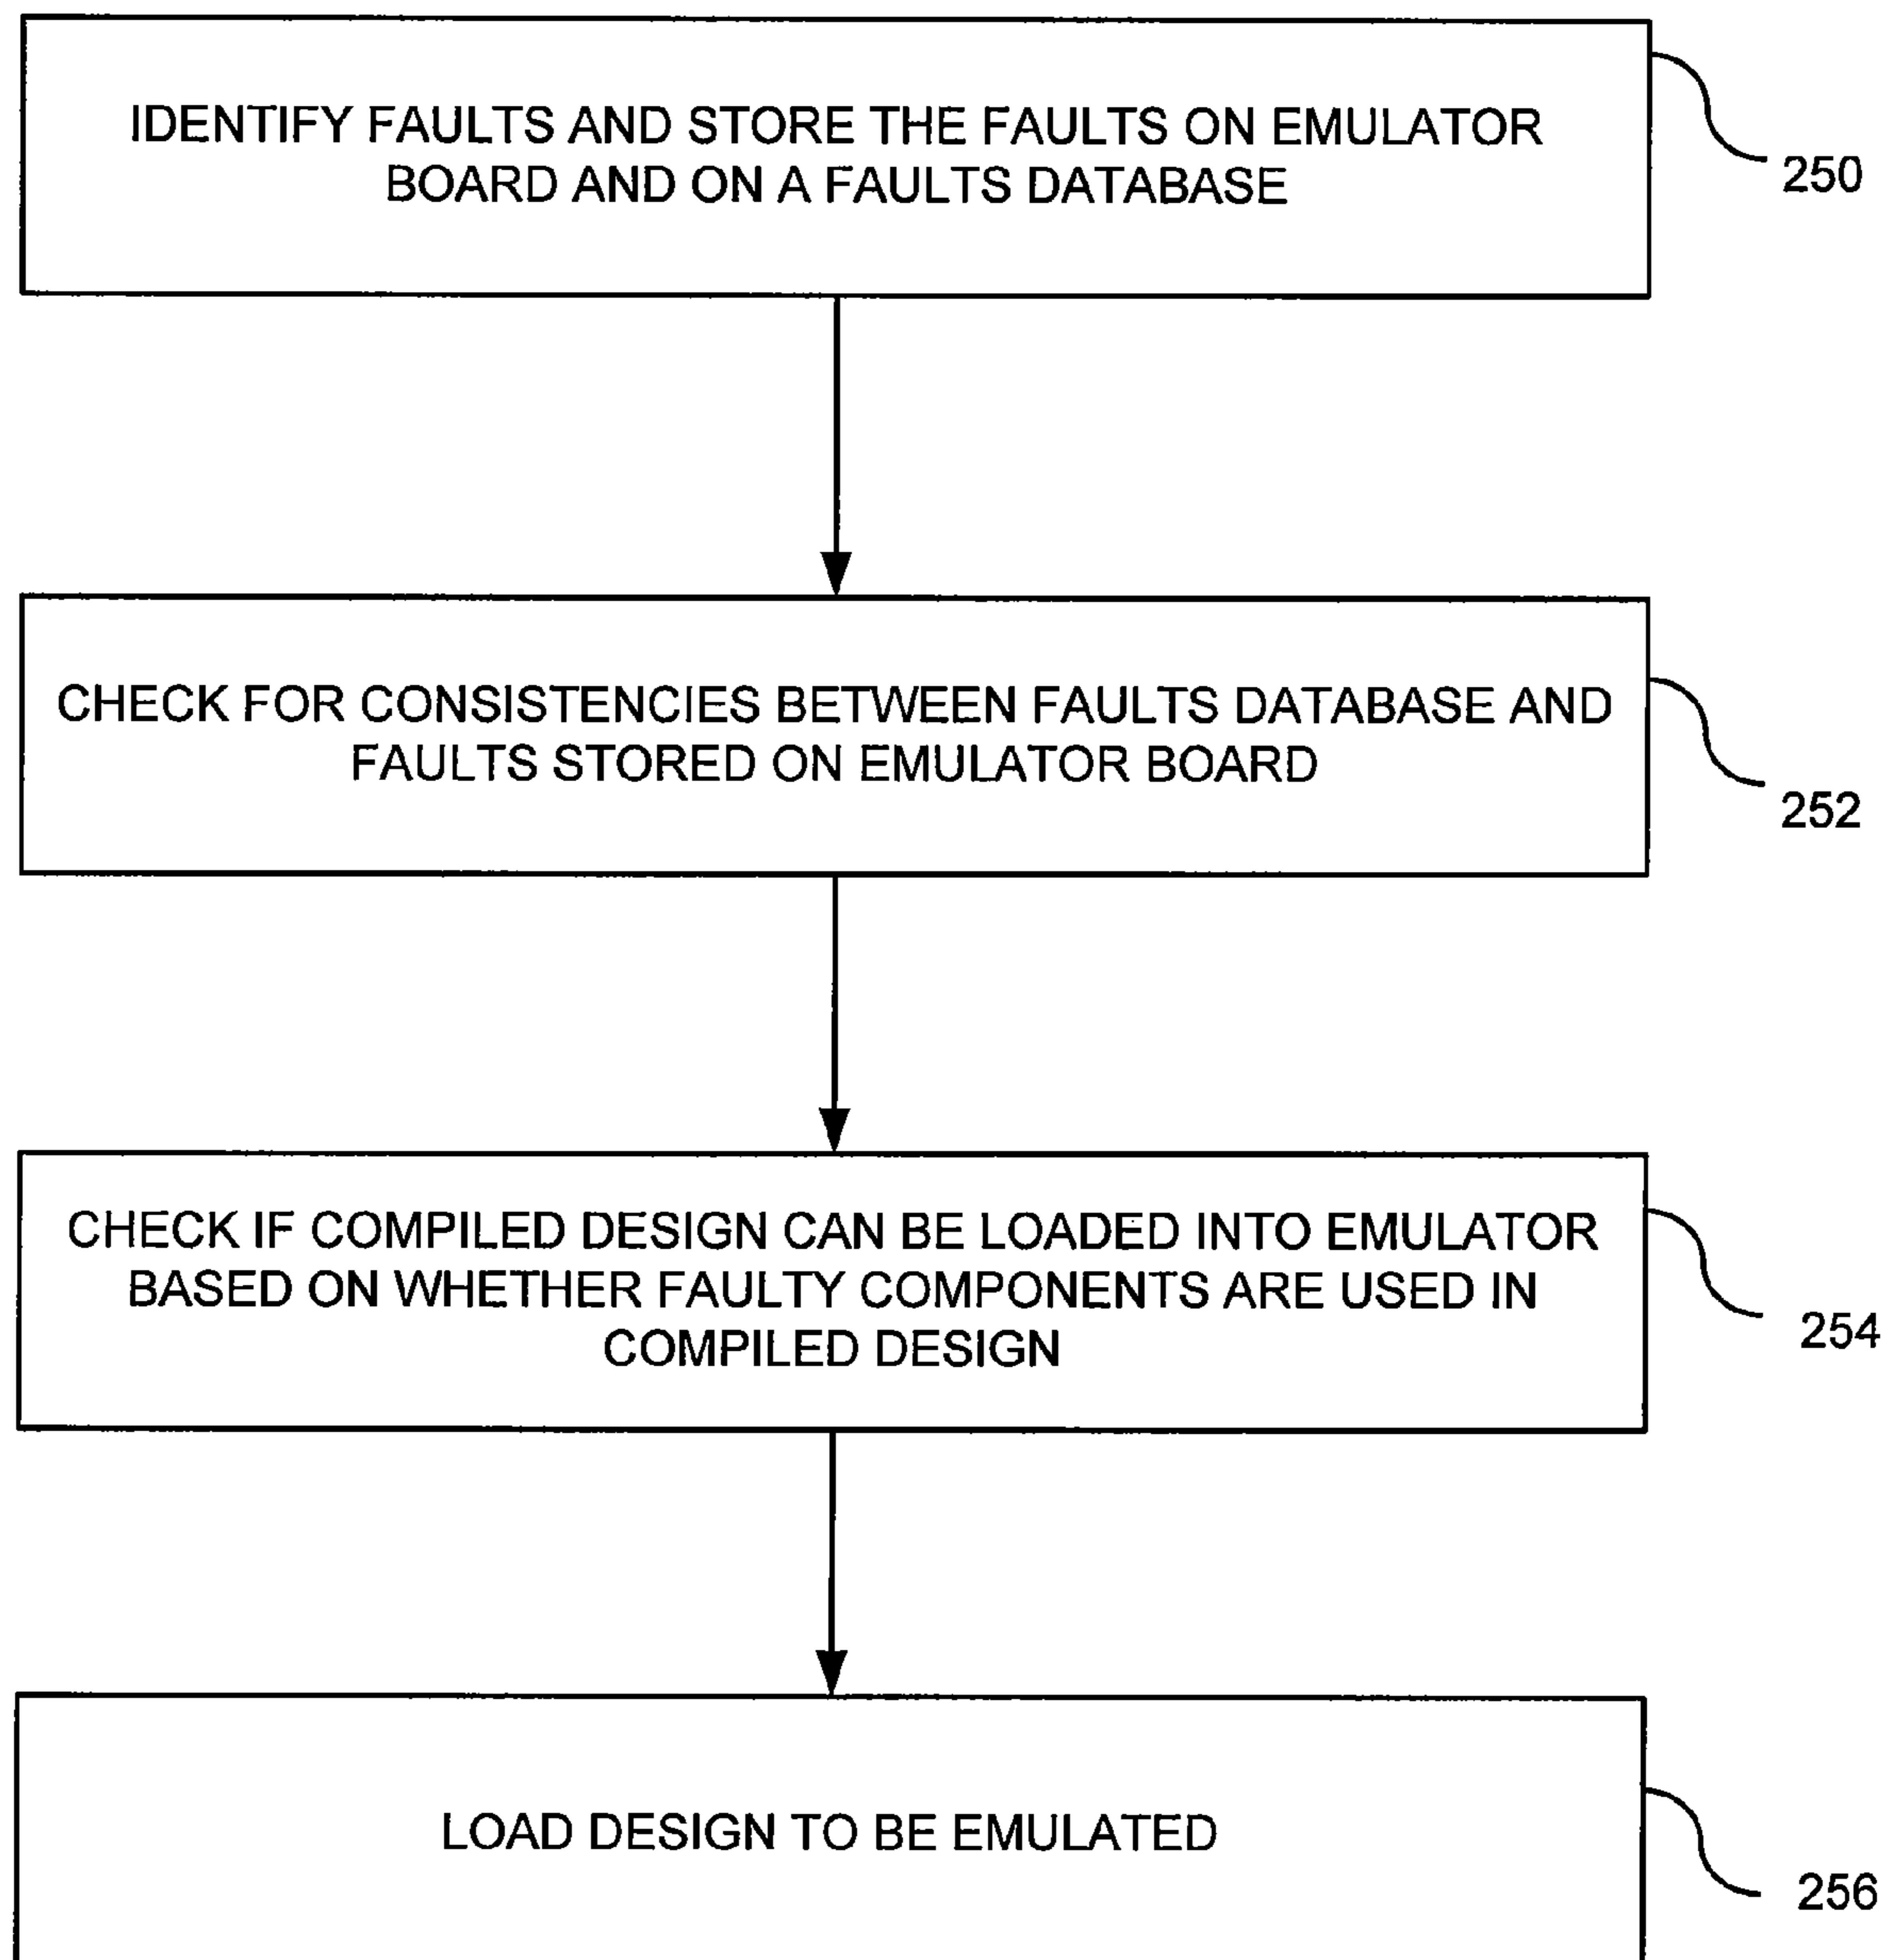 IDENTIFY FAULTS AND STORE THE FAULTS ON EMULATOR
BOARD AND ON A FAULTS DATABASE
250
CHECK FOR CONSISTENCIES BETWEEN FAULTS DATABASE AND
FAULTS STORED ON EMULATOR BOARD
252
CHECK IF COMPILED DESIGN CAN BE LOADED INTO EMULATOR
BASED ON WHETHER FAULTY COMPONENTS ARE USED IN
COMPILED DESIGN
254
LOAD DESIGN TO BE EMULATED
256